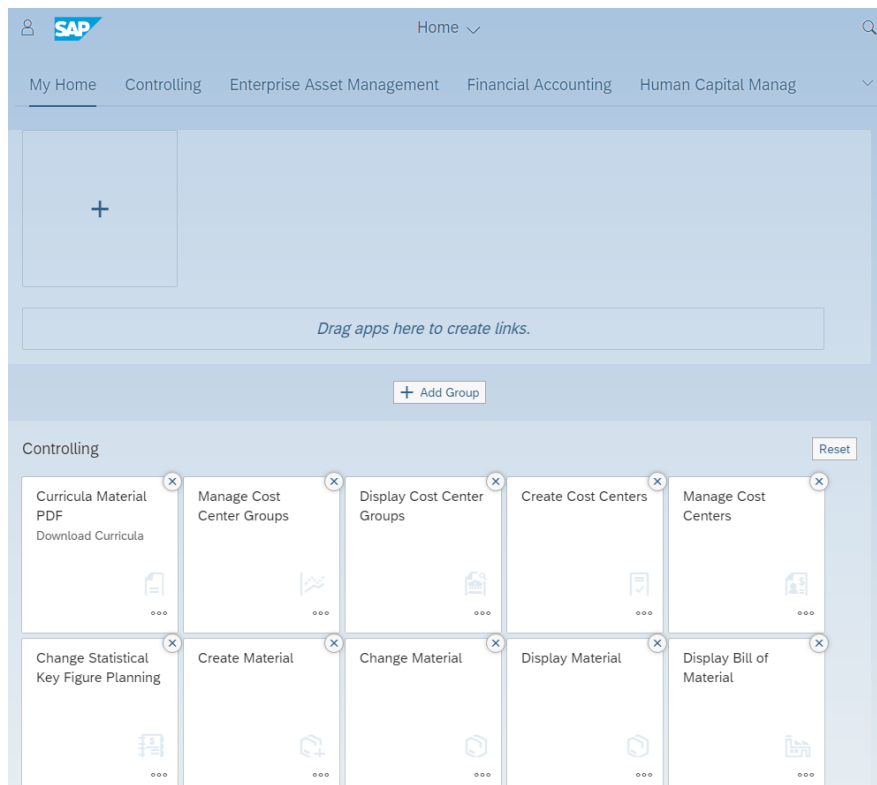 SAP
Home
My Home Controlling Enterprise Asset Management Financial Accounting Human Capital Manag
Drag apps here to create links.
Add Group
Controlling
Reset
Curricula Material
PDF
Download Curricula
Manage Cost
Center Groups
Display Cost Center
Groups
Create Cost Centers
Manage Cost
Centers
Change Statistical
Key Figure Planning
Create Material
Change Material
Display Material
Display Bill of
Material